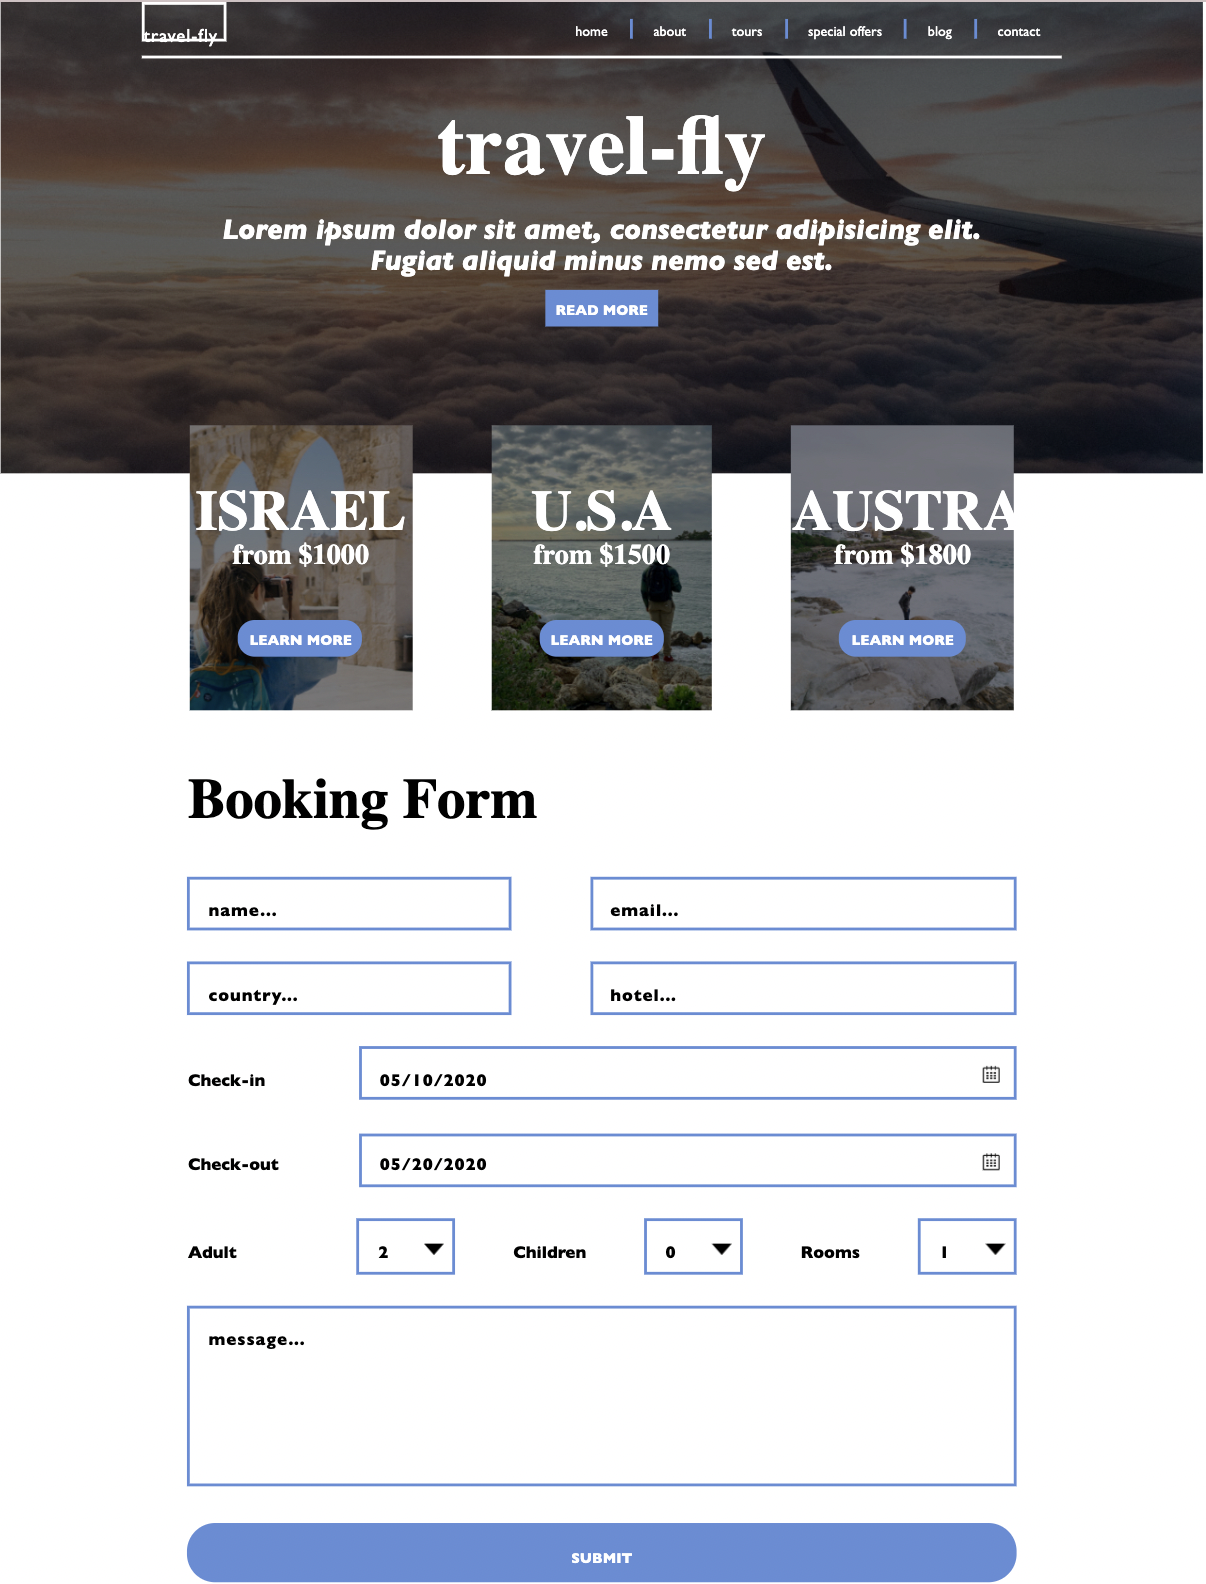 travel-fly
home
about
tours
special offers
blog
contact
travel-fly
Lorem ipsum dolor sit amet, consectetur adipisicing elit.
Fugiat aliquid minus nemo sed est.
READ MORE
ISRAEL
from $1000
LEARN MORE
U.S.A
from $1500
LEARN MORE
AUSTRA
from $1800
LEARN MORE
Booking Form
name...
email...
country...
hotel...
Check-in
05/10/2020
Check-out
05/20/2020
Adult
2
Children
0
Rooms
1
message...
SUBMIT